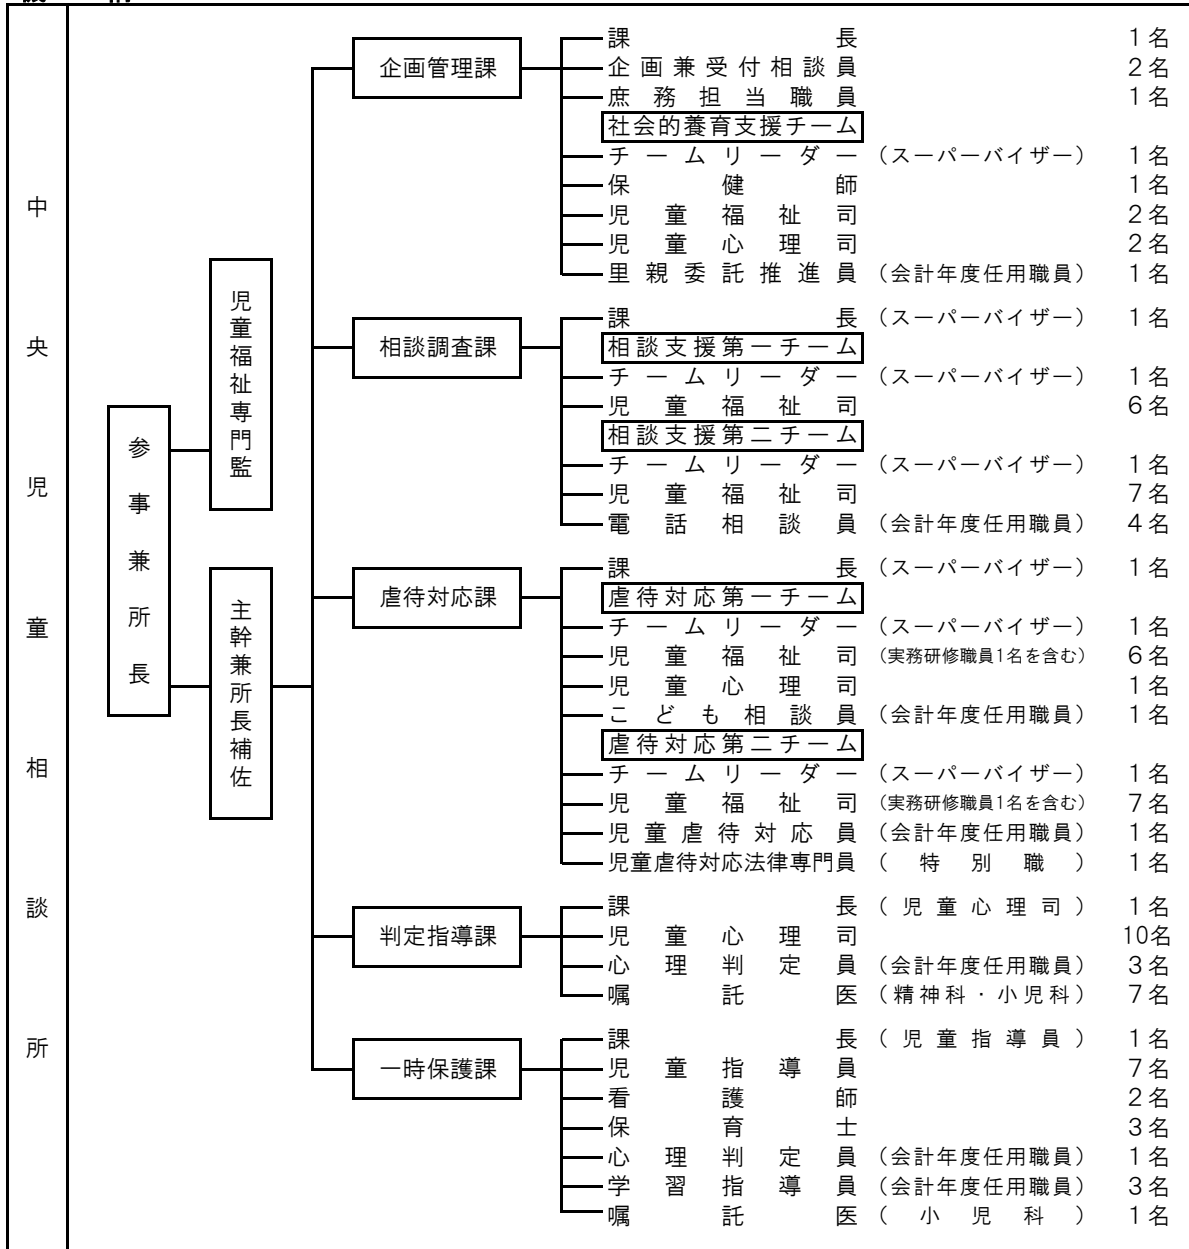 中央児童相談所
参事兼所長
児童福祉専門監
主幹兼所長補佐
企画管理課
課長 1名
企画兼受付相談員 2名
庶務担当職員 1名
社会的養育支援チーム
チームリーダー (スーパーバイザー) 1名
保健師 1名
児童福祉司 2名
児童心理司 2名
里親委託推進員 (会計年度任用職員) 1名
相談調査課
課長 (スーパーバイザー) 1名
相談支援第一チーム
チームリーダー (スーパーバイザー) 1名
児童福祉司 6名
相談支援第二チーム
チームリーダー (スーパーバイザー) 1名
児童福祉司 7名
電話相談員 (会計年度任用職員) 4名
虐待対応課
課長 (スーパーバイザー) 1名
虐待対応第一チーム
チームリーダー (スーパーバイザー) 1名
児童福祉司 (実務研修職員1名を含む) 6名
児童心理司 1名
こども相談員 (会計年度任用職員) 1名
虐待対応第二チーム
チームリーダー (スーパーバイザー) 1名
児童福祉司 (実務研修職員1名を含む) 7名
児童虐待対応員 (会計年度任用職員) 1名
児童虐待対応法律専門員 (特別職) 1名
判定指導課
課長 (児童心理司) 1名
児童心理司 10名
心理判定員 (会計年度任用職員) 3名
嘱託医 (精神科・小児科) 7名
一時保護課
課長 (児童指導員) 1名
児童指導員 7名
看護師 2名
保育士 3名
心理判定員 (会計年度任用職員) 1名
学習指導員 (会計年度任用職員) 3名
嘱託医 (小児科) 1名